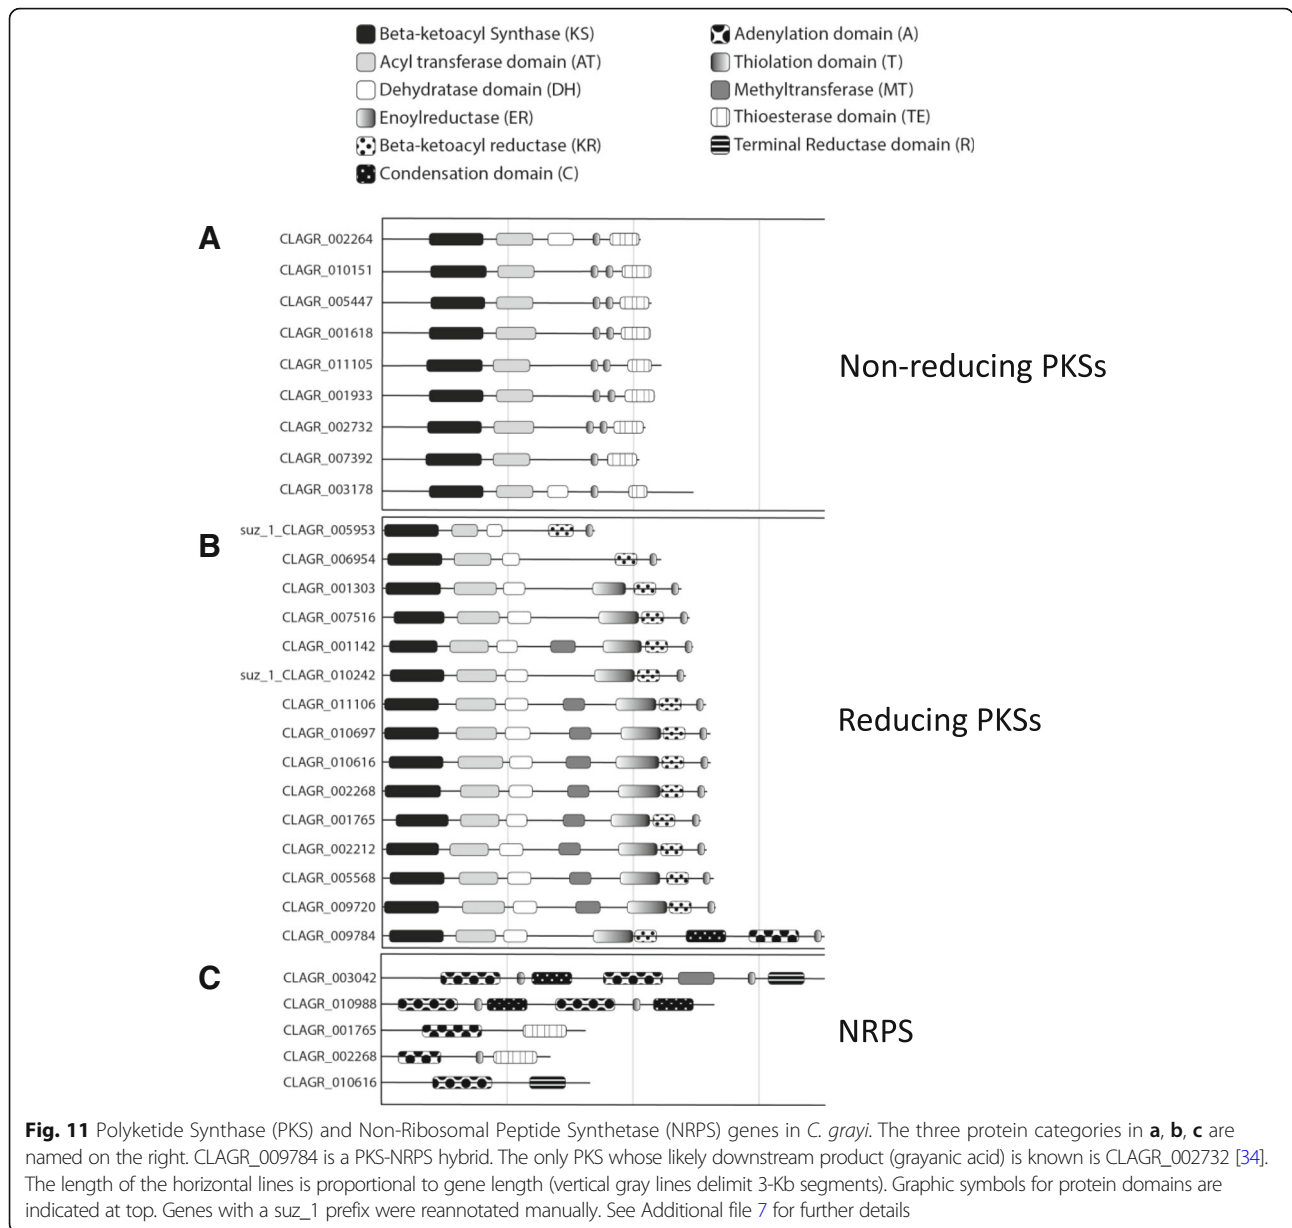 Beta-ketoacyl Synthase (KS)
Acyl transferase domain (AT)
Dehydratase domain (DH)
Enoylreductase (ER)
Beta-ketoacyl reductase (KR)
Condensation domain (C)
Adenylation domain (A)
Thiolation domain (T)
Methyltransferase (MT)
Thioesterase domain (TE)
Terminal Reductase domain (R)
A
CLAGR_002264
CLAGR_010151
CLAGR_005447
CLAGR_001618
CLAGR_011105
CLAGR_001933
CLAGR_002732
CLAGR_007392
CLAGR_003178
Non-reducing PKSs
B
suz_1_CLAGR_005953
CLAGR_006954
CLAGR_001303
CLAGR_007516
CLAGR_001142
suz_1_CLAGR_010242
CLAGR_011106
CLAGR_010697
CLAGR_010616
CLAGR_002268
CLAGR_001765
CLAGR_002212
CLAGR_005568
CLAGR_009720
CLAGR_009784
Reducing PKSs
C
CLAGR_003042
CLAGR_010988
CLAGR_001765
CLAGR_002268
CLAGR_010616
NRPS
Fig. 11 Polyketide Synthase (PKS) and Non-Ribosomal Peptide Synthetase (NRPS) genes in C. grayi. The three protein categories in a, b, c are
named on the right. CLAGR_009784 is a PKS-NRPS hybrid. The only PKS whose likely downstream product (grayanic acid) is known is CLAGR_002732 [34].
The length of the horizontal lines is proportional to gene length (vertical gray lines delimit 3-Kb segments). Graphic symbols for protein domains are
indicated at top. Genes with a suz_1 prefix were reannotated manually. See Additional file 7 for further details